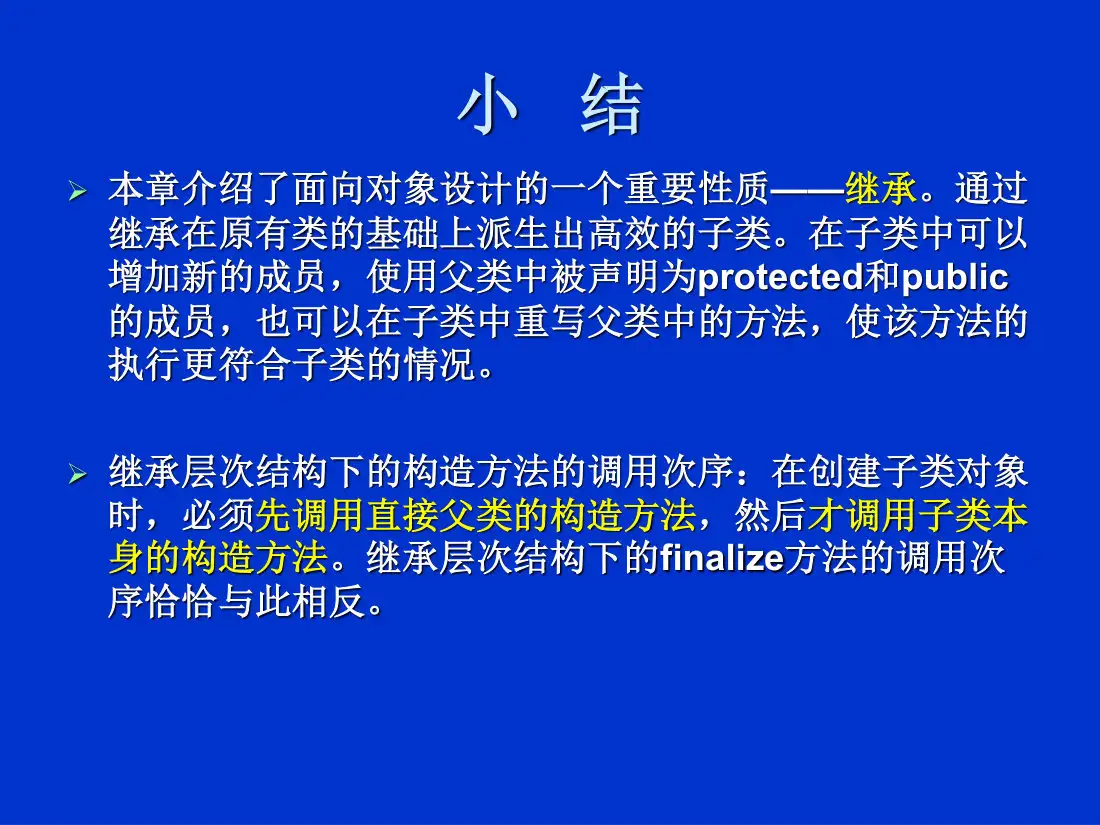 小 结
本章介绍了面向对象设计的一个重要性质——继承。通过
继承在原有类的基础上派生出高效的子类。在子类中可以
增加新的成员，使用父类中被声明为protected和public
的成员，也可以在子类中重写父类中的方法，使该方法的
执行更符合子类的情况。
继承层次结构下的构造方法的调用次序：在创建子类对象
时，必须先调用直接父类的构造方法，然后才调用子类本
身的构造方法。继承层次结构下的finalize方法的调用次
序恰恰与此相反。